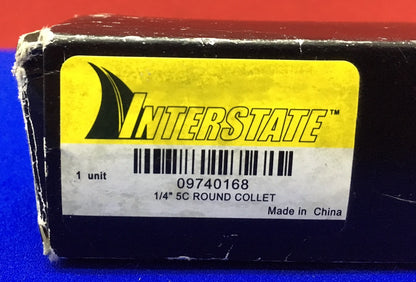 INTERSTATE™
1 unit
09740168
1/4" 5C ROUND COLLET
Made in China